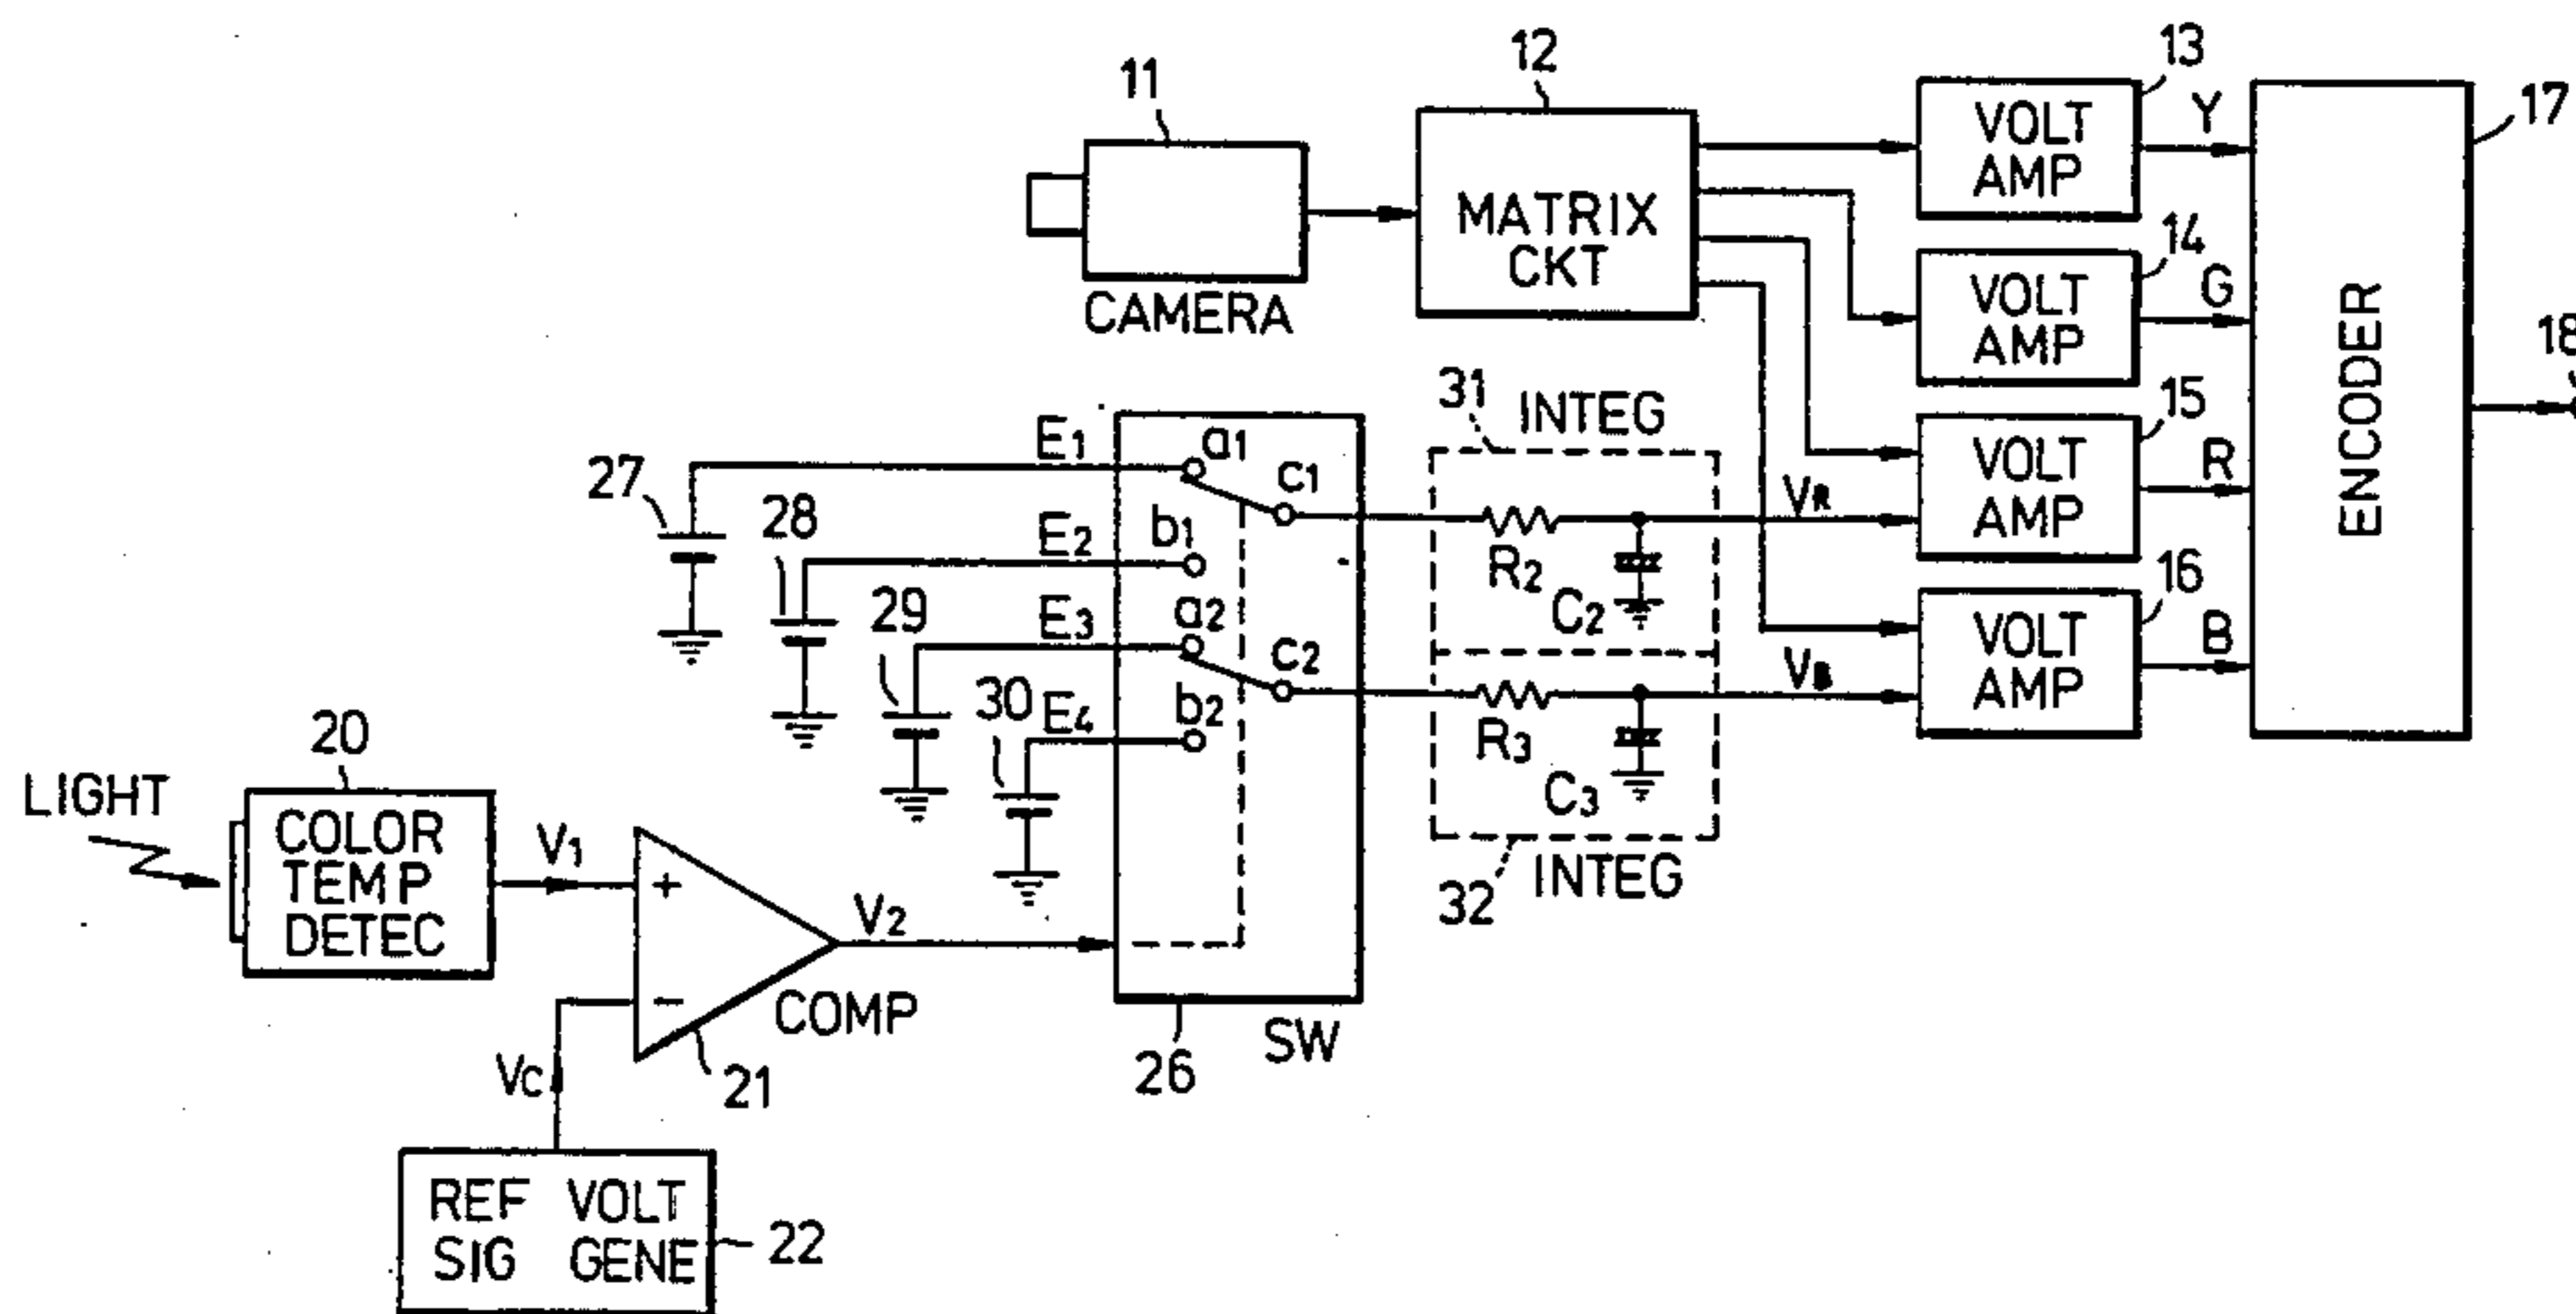 11
CAMERA
12
MATRIX
CKT
13
VOLT
AMP
Y
14
VOLT
AMP
G
15
VOLT
AMP
R
16
VOLT
AMP
B
17
ENCODER
18
27
E1
28
E2
29
E3
30
E4
a1
b1
c1
a2
b2
c2
26
SW
31
INTEG
R2
C2
VR
R3
C3
VB
32
INTEG
LIGHT
20
COLOR
TEMP
DETEC
V1
+
−
V2
COMP
21
VC
REF VOLT
SIG GENE
22